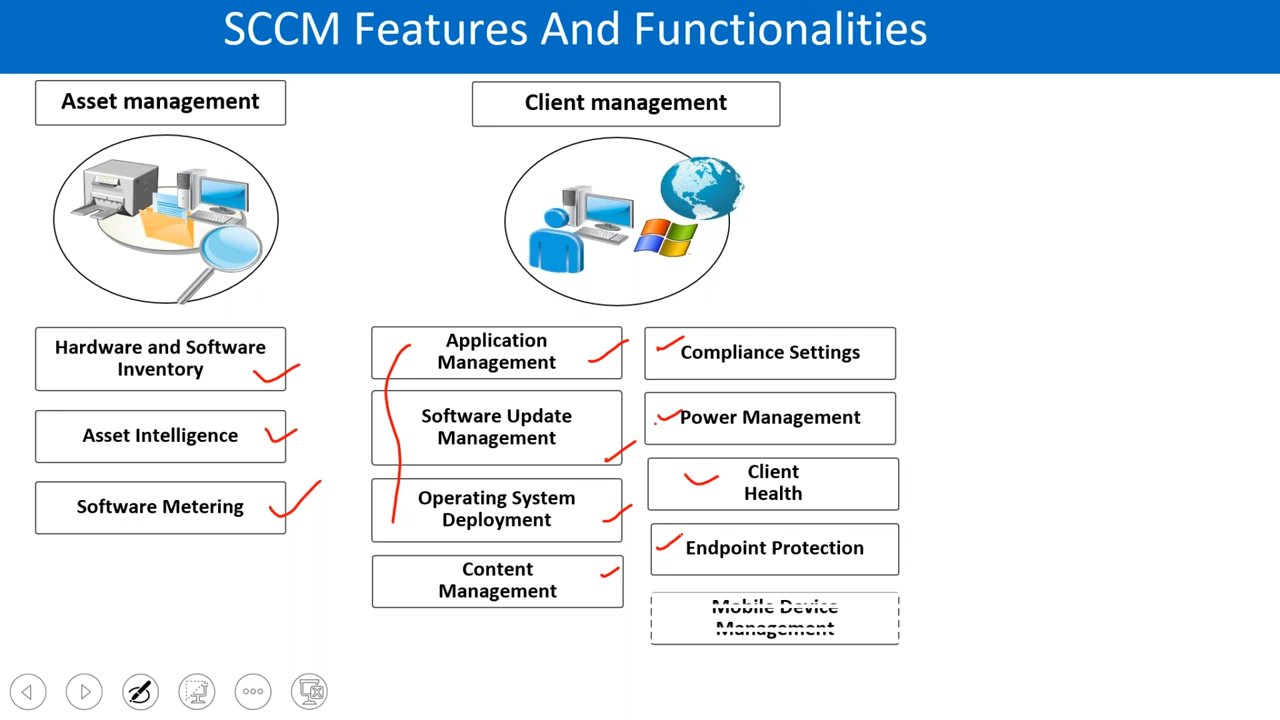 SCCM Features And Functionalities
Asset management
Client management
Hardware and Software
Inventory
Asset Intelligence
Software Metering
Application
Management
Software Update
Management
Operating System
Deployment
Content
Management
Compliance Settings
Power Management
Client
Health
Endpoint Protection
Mobile Device
Management